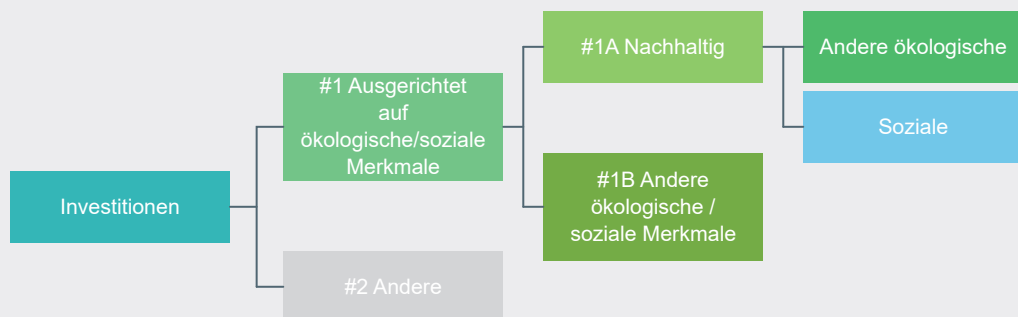 Investitionen
#1 Ausgerichtet
auf
ökologische/soziale
Merkmale
#2 Andere
#1A Nachhaltig
#1B Andere
ökologische /
soziale Merkmale
Andere ökologische
Soziale